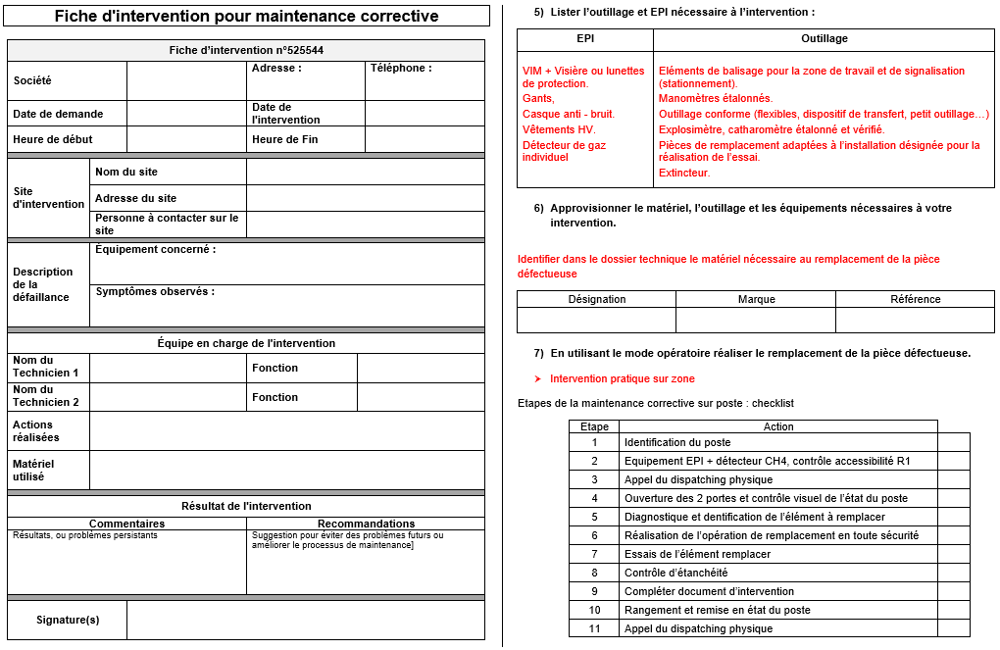 Fiche d'intervention pour maintenance corrective
Fiche d'intervention n°525544
Société
Adresse :
Téléphone :
Date de demande
Date de
l'intervention
Heure de début
Heure de Fin
Site
d'intervention
Nom du site
Adresse du site
Personne à contacter sur le
site
Description
de la
défaillance
Équipement concerné :
Symptômes observés :
Équipe en charge de l'intervention
Nom du
Technicien 1
Fonction
Nom du
Technicien 2
Fonction
Actions
réalisées
Matériel
utilisé
Résultat de l'intervention
Commentaires
Recommandations
Résultats, ou problèmes persistants
Suggestion pour éviter des problèmes futurs ou
améliorer le processus de maintenance]
Signature(s)
5) Lister l'outillage et EPI nécessaire à l'intervention :
EPI
Outillage
VIM + Visière ou lunettes
de protection.
Gants,
Casque anti - bruit.
Vêtements HV.
Détecteur de gaz
individuel
Eléments de balisage pour la zone de travail et de signalisation
(stationnement).
Manomètres étalonnés.
Outillage conforme (flexibles, dispositif de transfert, petit outillage…)
Explosimètre, catharomètre étalonné et vérifié.
Pièces de remplacement adaptées à l'installation désignée pour la
réalisation de l'essai.
Extincteur.
6) Approvisionner le matériel, l'outillage et les équipements nécessaires à votre
intervention.
Identifier dans le dossier technique le matériel nécessaire au remplacement de la pièce
défectueuse
Désignation
Marque
Référence
7) En utilisant le mode opératoire réaliser le remplacement de la pièce défectueuse.
➤ Intervention pratique sur zone
Etapes de la maintenance corrective sur poste : checklist
Etape
Action
1 Identification du poste
2 Equipement EPI + détecteur CH4, contrôle accessibilité R1
3 Appel du dispatching physique
4 Ouverture des 2 portes et contrôle visuel de l'état du poste
5 Diagnostique et dentification de l'élément à remplacer
6 Réalisation de l'opération de remplacement en toute sécurité
7 Essais de l'élément remplacer
8 Contrôle d'étanchéité
9 Compléter document d'intervention
10 Rangement et remise en état du poste
11 Appel du dispatching physique